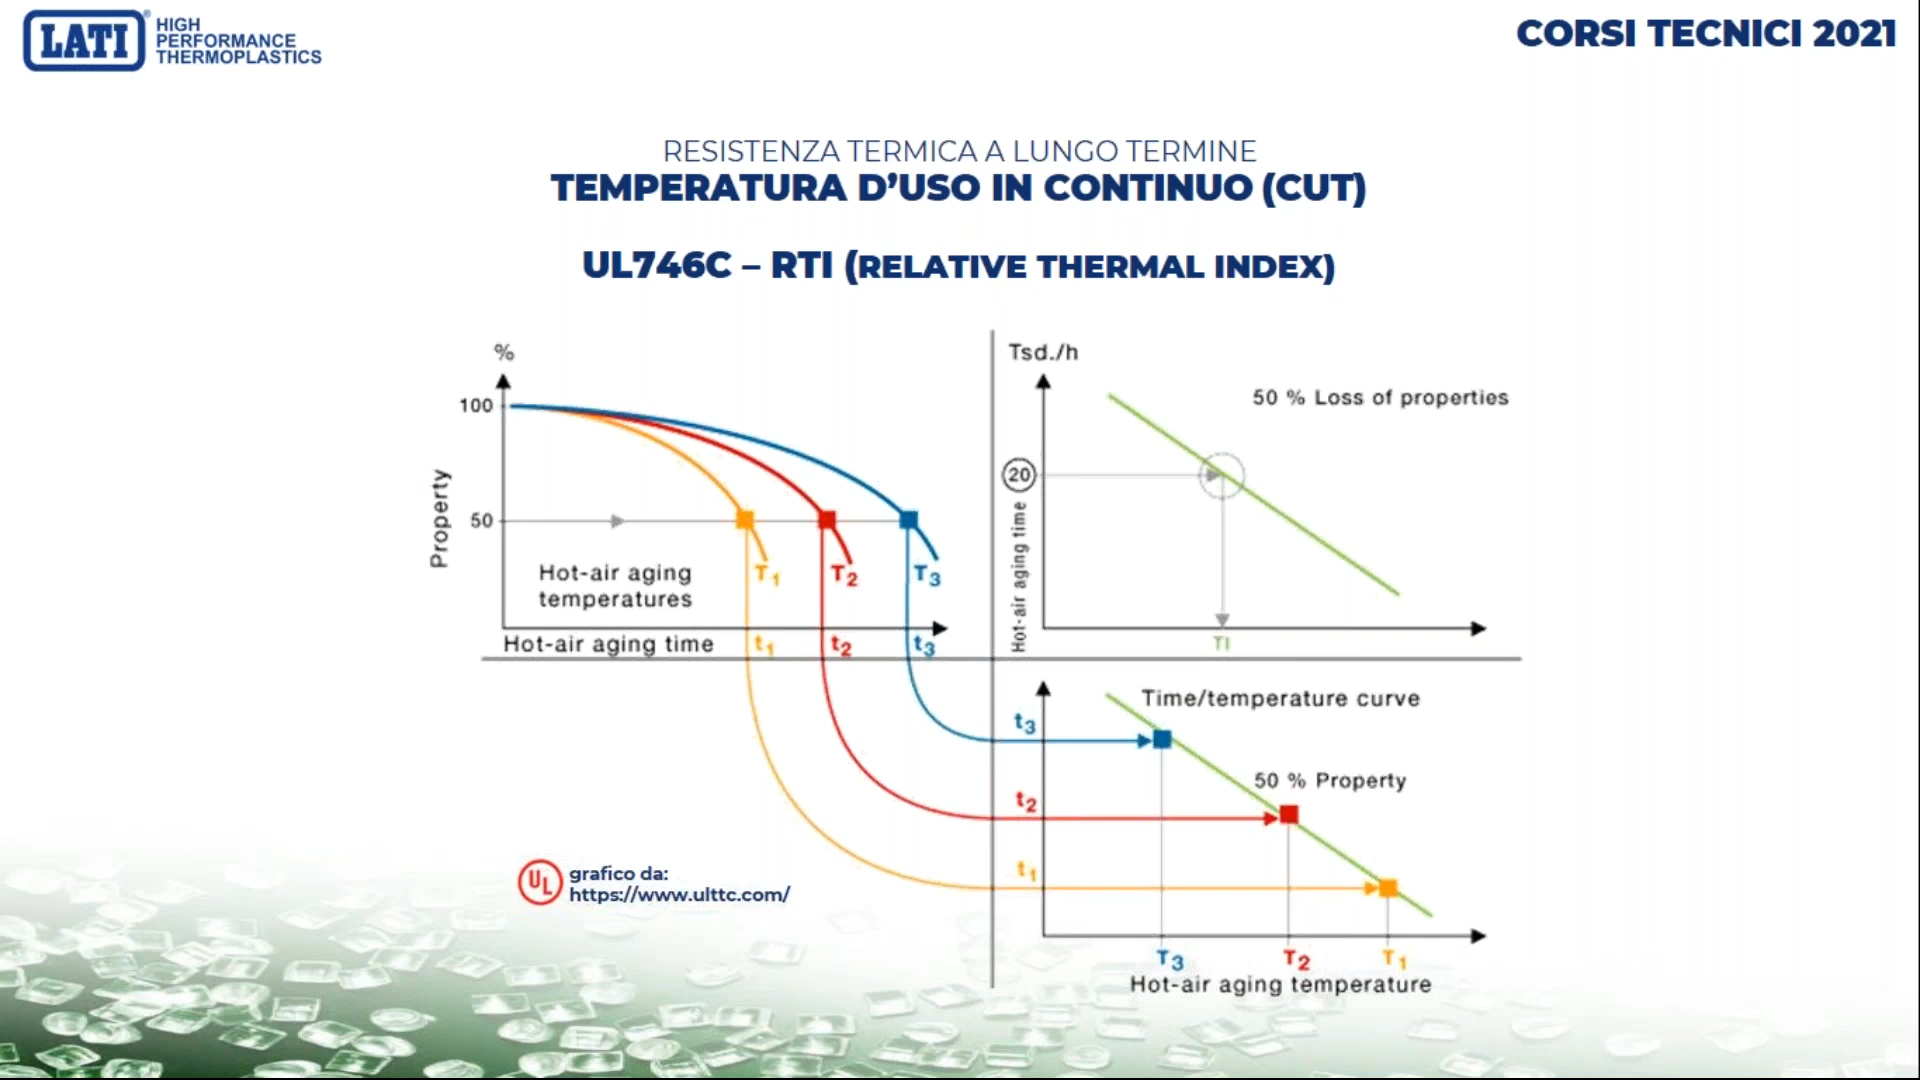 LATI®
HIGH
PERFORMANCE
THERMOPLASTICS
CORSI TECNICI 2021
RESISTENZA TERMICA A LUNGO TERMINE
TEMPERATURA D’USO IN CONTINUO (CUT)
UL746C – RTI (RELATIVE THERMAL INDEX)
%
100
50
Property
Hot-air aging
temperatures
T1
T2
T3
Hot-air aging time
t1
t2
t3
Tsd./h
50 % Loss of properties
20
Hot-air aging time
TI
Time/temperature curve
t3
50 % Property
t2
t1
T3
T2
T1
Hot-air aging temperature
UL
grafico da:
https://www.ulttc.com/